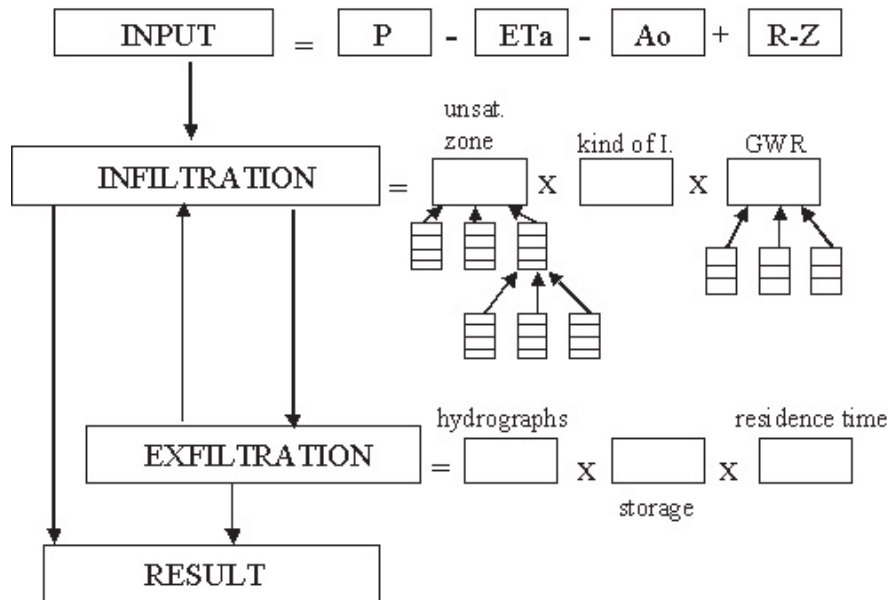 INPUT = P - ETa - Ao + R-Z
unsat.
zone kind of I. GWR
INFILTRATION = X X
hydrographs residence time
EXFILTRATION = X X
storage
RESULT